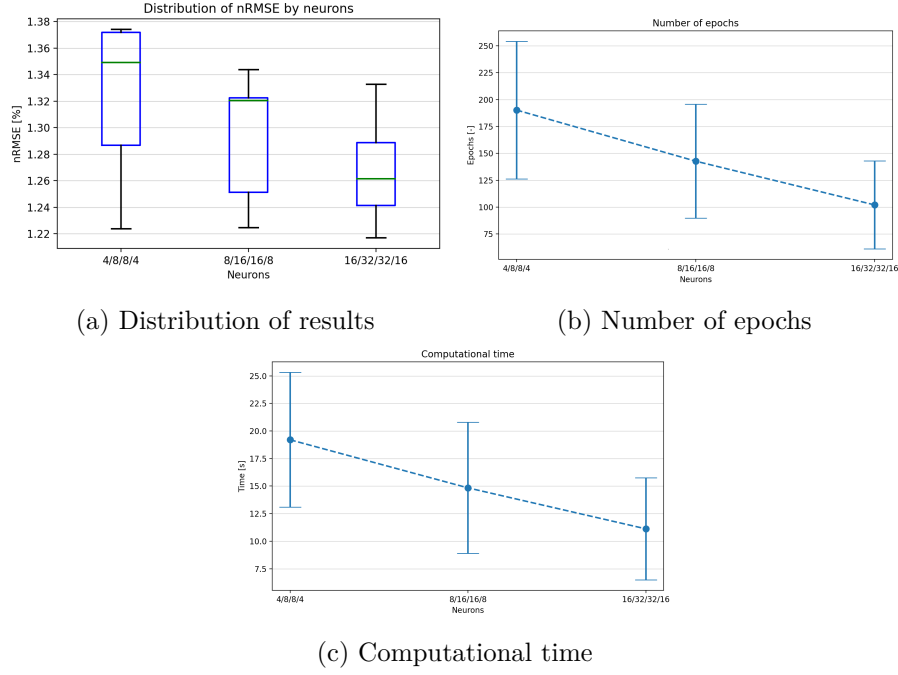 Distribution of nRMSE by neurons
1.38
1.36
1.34
1.32
1.30
1.28
1.26
1.24
1.22
nRMSE [%]
4/8/8/4
8/16/16/8
16/32/32/16
Neurons
(a) Distribution of results
Number of epochs
250
225
200
175
150
125
100
75
Epochs [-]
4/8/8/4
8/16/16/8
16/32/32/16
Neurons
(b) Number of epochs
Computational time
25.0
22.5
20.0
17.5
15.0
12.5
10.0
7.5
Time [s]
4/8/8/4
8/16/16/8
16/32/32/16
Neurons
(c) Computational time